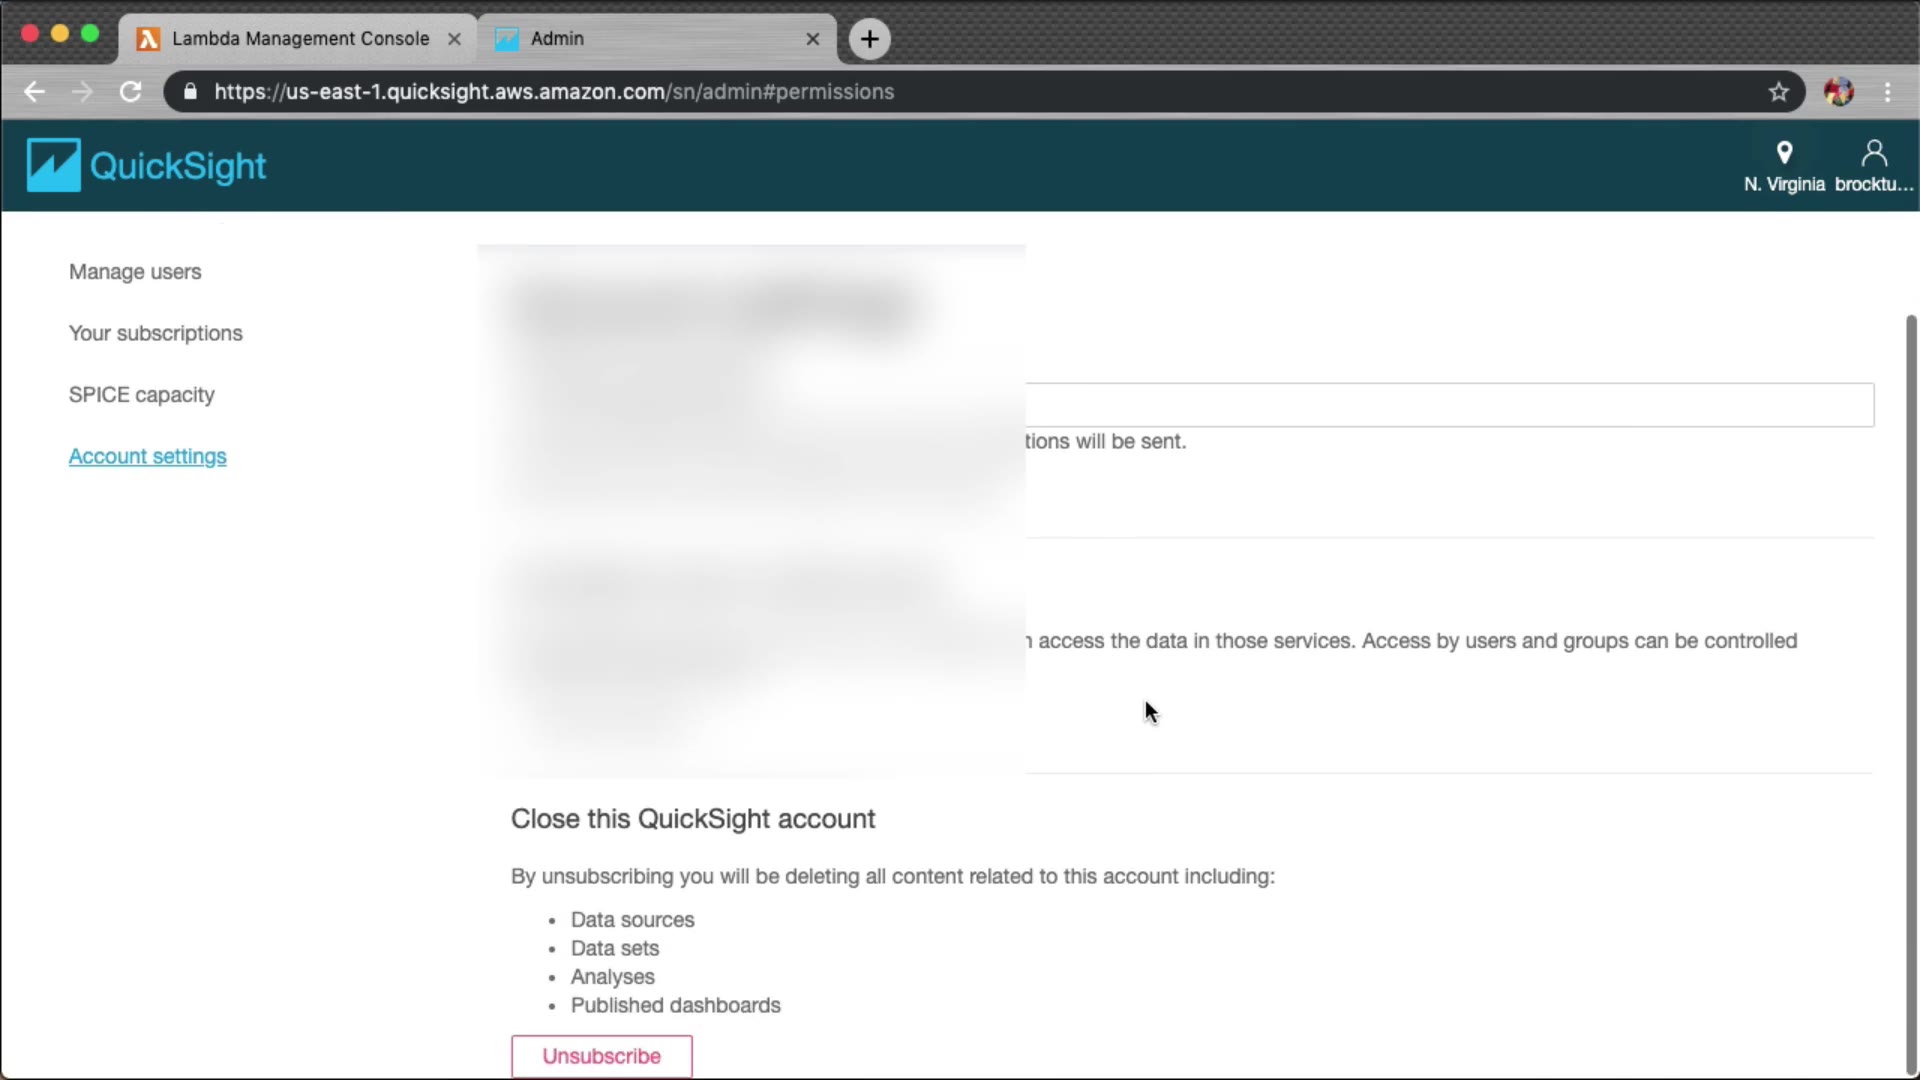 Lambda Management Console
Admin
https://us-east-1.quicksight.aws.amazon.com/sn/admin#permissions
QuickSight
N. Virginia
brocktu...
Manage users
Your subscriptions
SPICE capacity
Account settings
will be sent.
access the data in those services. Access by users and groups can be controlled
Close this QuickSight account
By unsubscribing you will be deleting all content related to this account including:
• Data sources
• Data sets
• Analyses
• Published dashboards
Unsubscribe